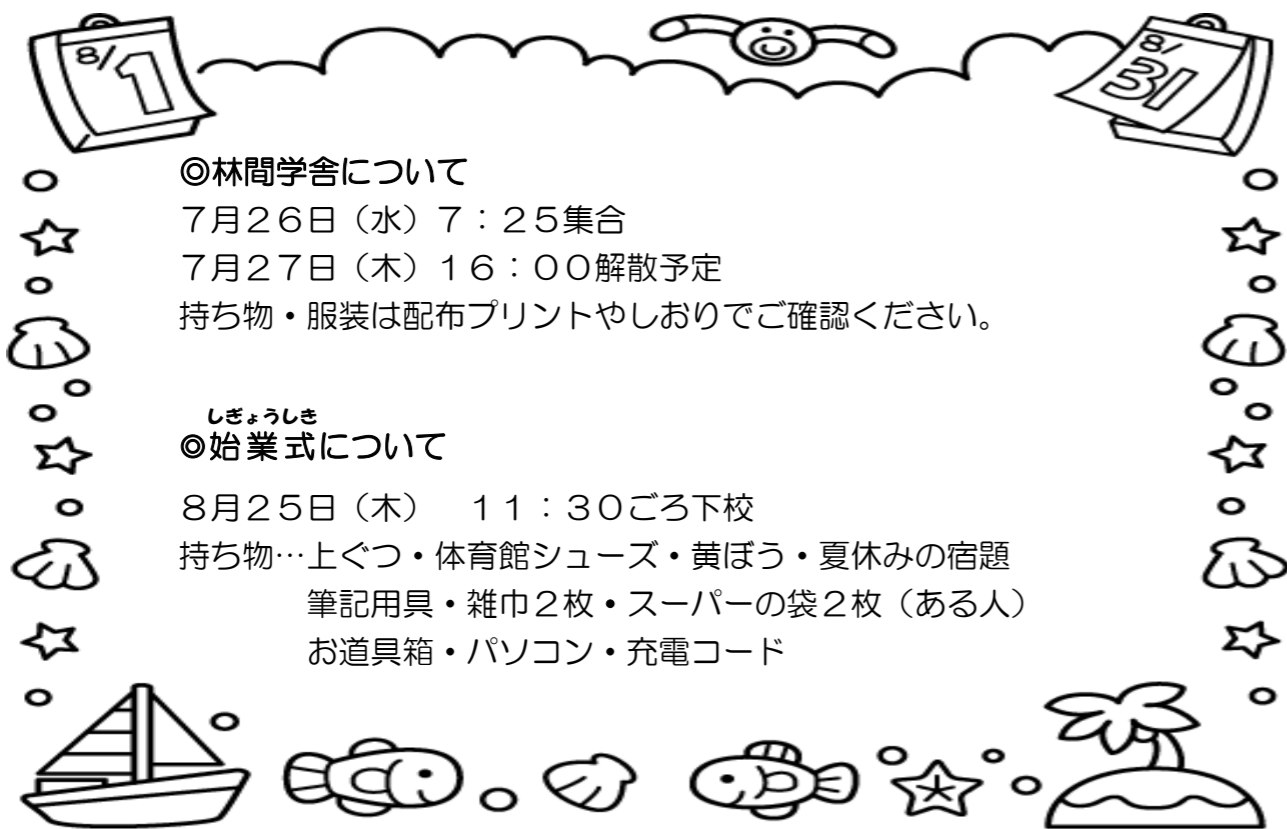 8/1
8/31
◎林間学舎について
７月２６日（水）７：２５集合
７月２７日（木）１６：００解散予定
持ち物・服装は配布プリントやしおりでご確認ください。
しぎょうしき
◎始業式について
８月２５日（木）　１１：３０ごろ下校
持ち物…上ぐつ・体育館シューズ・黄ぼう・夏休みの宿題
筆記用具・雑巾２枚・スーパーの袋２枚（ある人）
お道具箱・パソコン・充電コード